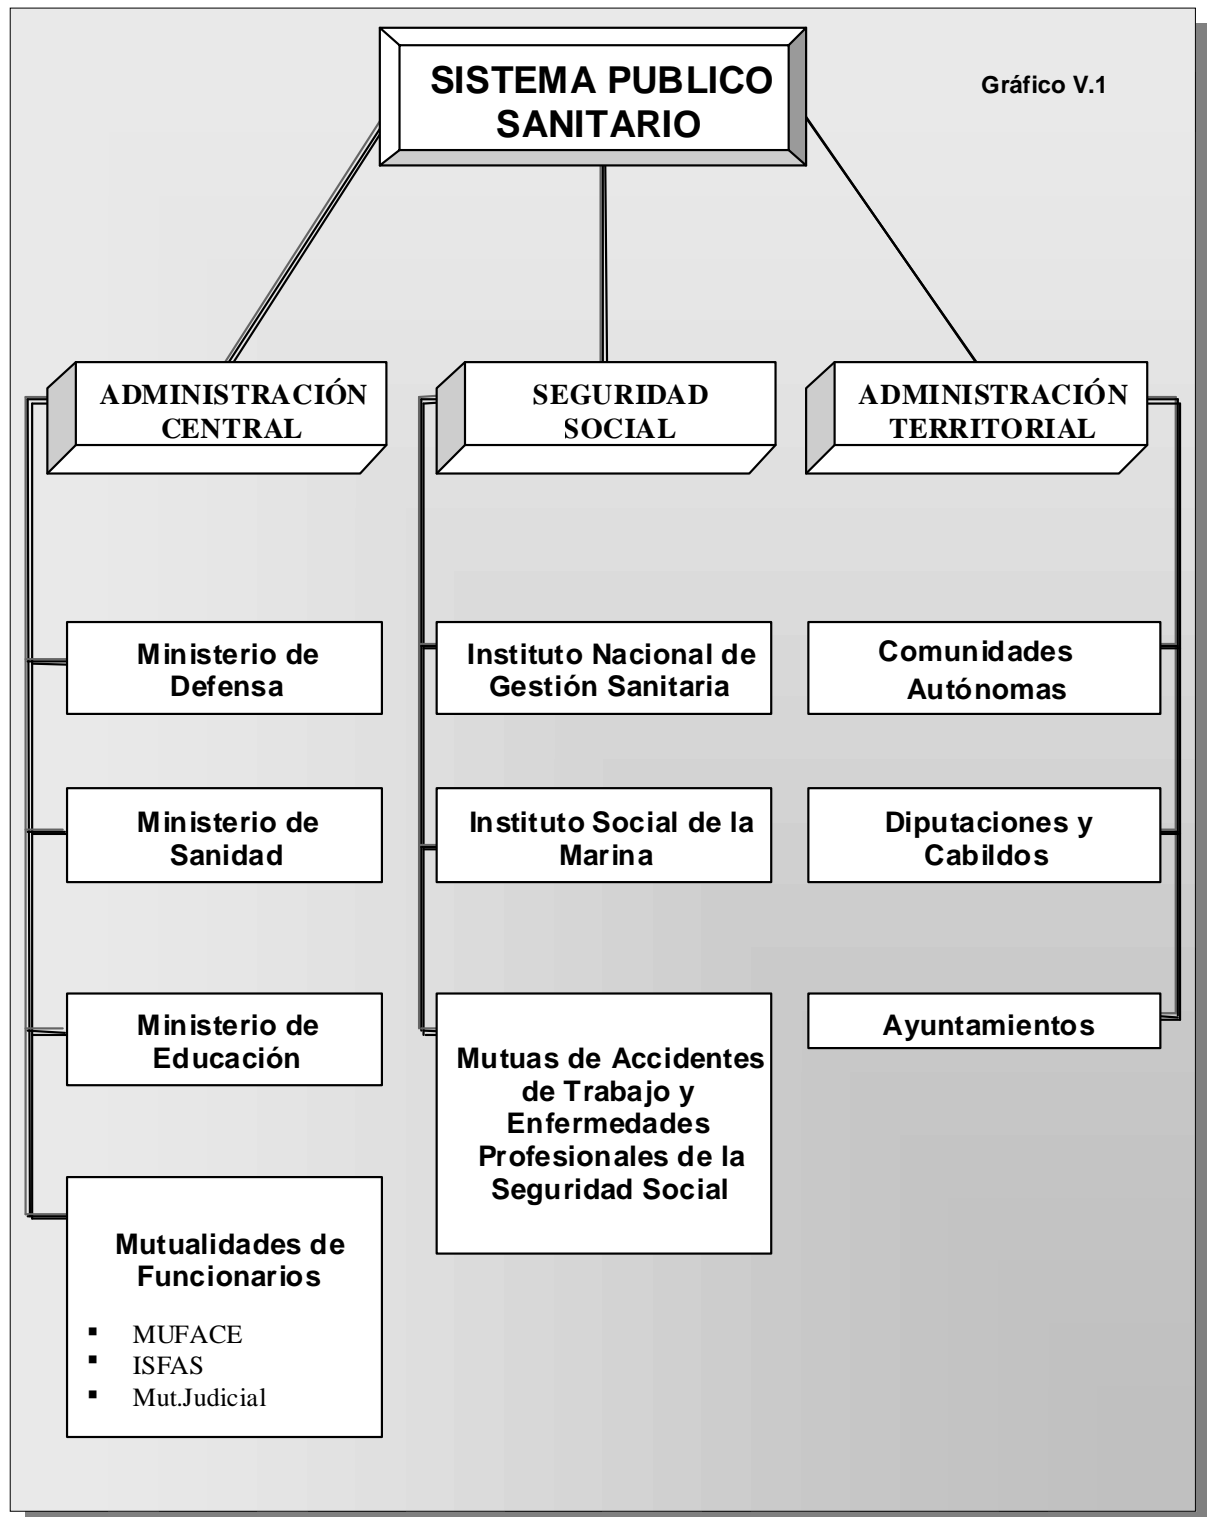 SISTEMA PUBLICO
SANITARIO
Gráfico V.1
ADMINISTRACIÓN
CENTRAL
SEGURIDAD
SOCIAL
ADMINISTRACIÓN
TERRITORIAL
Ministerio de
Defensa
Instituto Nacional de
Gestión Sanitaria
Comunidades
Autónomas
Ministerio de
Sanidad
Instituto Social de la
Marina
Diputaciones y
Cabildos
Ministerio de
Educación
Mutuas de Accidentes
de Trabajo y
Enfermedades
Profesionales de la
Seguridad Social
Ayuntamientos
Mutualidades de
Funcionarios
▪ MUFACE
▪ ISFAS
▪ Mut.Judicial